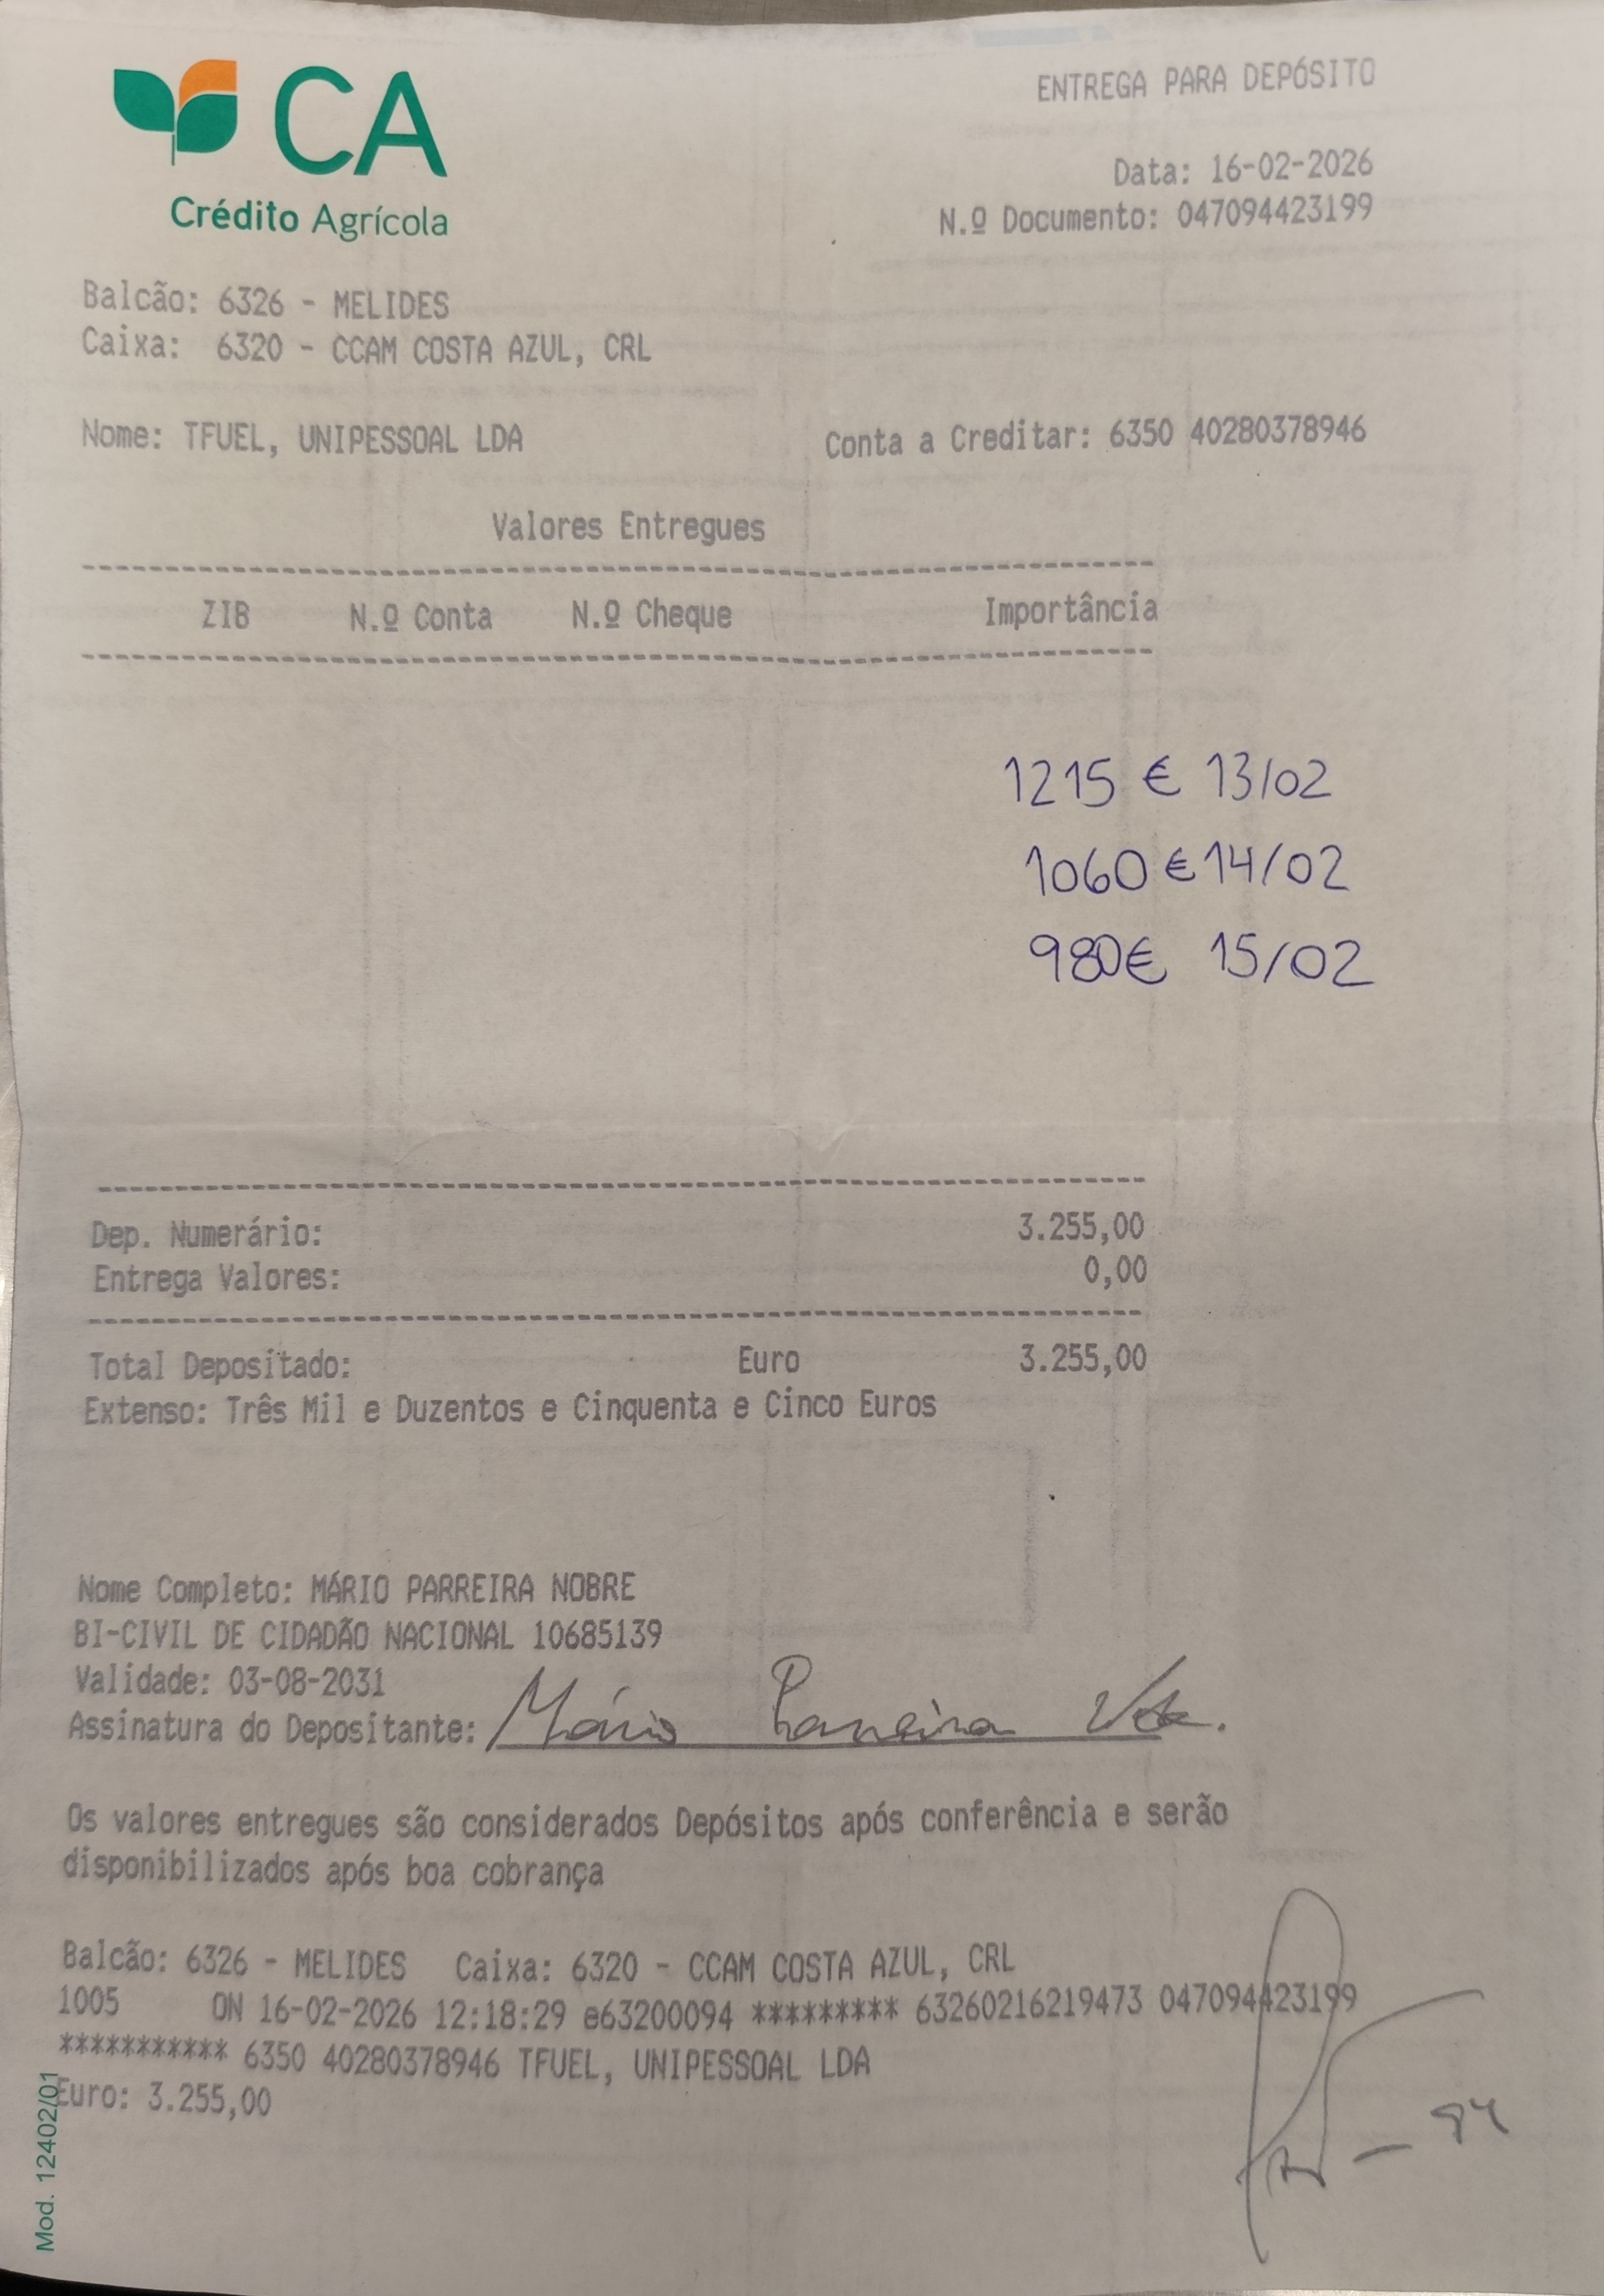 CA
Crédito Agrícola
ENTREGA PARA DEPÓSITO
Data: 16-02-2026
N.º Documento: 047094423199
Balcão: 6326 - MELIDES
Caixa: 6320 - CCAM COSTA AZUL, CRL
Nome: TFUEL, UNIPESSOAL LDA Conta a Creditar: 6350 40280378946
Valores Entregues
ZIB N.º Conta N.º Cheque Importância
1215 € 13/02
1060 € 14/02
980€ 15/02
Dep. Numerário: 3.255,00
Entrega Valores: 0,00
Total Depositado: Euro 3.255,00
Extenso: Três Mil e Duzentos e Cinquenta e Cinco Euros
Nome Completo: MÁRIO PARREIRA NOBRE
BI-CIVIL DE CIDADÃO NACIONAL 10685139
Validade: 03-08-2031
Assinatura do Depositante: Mário Parreira
Os valores entregues são considerados Depósitos após conferência e serão
disponibilizados após boa cobrança
Balcão: 6326 - MELIDES Caixa: 6320 - CCAM COSTA AZUL, CRL
1005 ON 16-02-2026 12:18:29 e63200094 ********* 63260216219473 047094423199
*********** 6350 40280378946 TFUEL, UNIPESSOAL LDA
Euro: 3.255,00
Mod. 12402/01